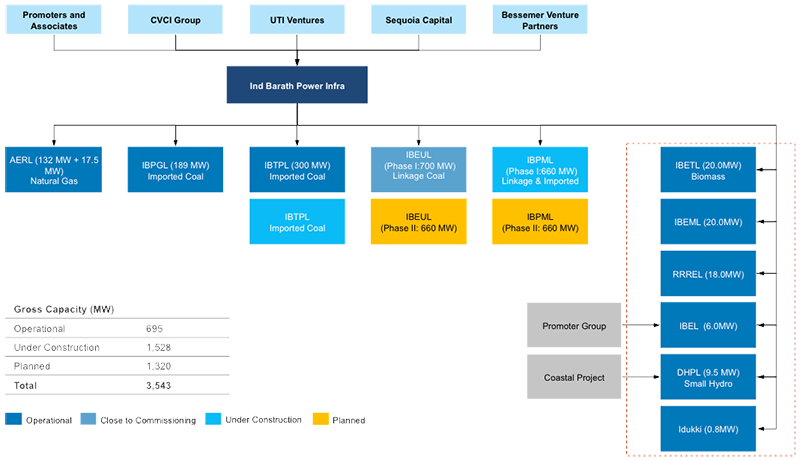 Promoters and
Associates
CVCI Group
UTI Ventures
Sequoia Capital
Bessemer Venture
Partners
Ind Barath Power Infra
AERL (132 MW + 17.5
MW)
Natural Gas
IBPGL (189 MW)
Imported Coal
IBTPL (300 MW)
Imported Coal
IBEUL
(Phase I:700 MW)
Linkage Coal
IBPML
(Phase I:660 MW)
Linkage & Imported
IBETL (20.0MW)
Biomass
IBTPL
Imported Coal
IBEUL
(Phase II: 660 MW)
IBPML
(Phase II: 660 MW)
IBEML (20.0MW)
RRREL (18.0MW)
Promoter Group
IBEL (6.0MW)
Coastal Project
DHPL (9.5 MW)
Small Hydro
Idukki (0.8MW)
Gross Capacity (MW)
Operational 695
Under Construction 1,528
Planned 1,320
Total 3,543
Operational
Close to Commissioning
Under Construction
Planned